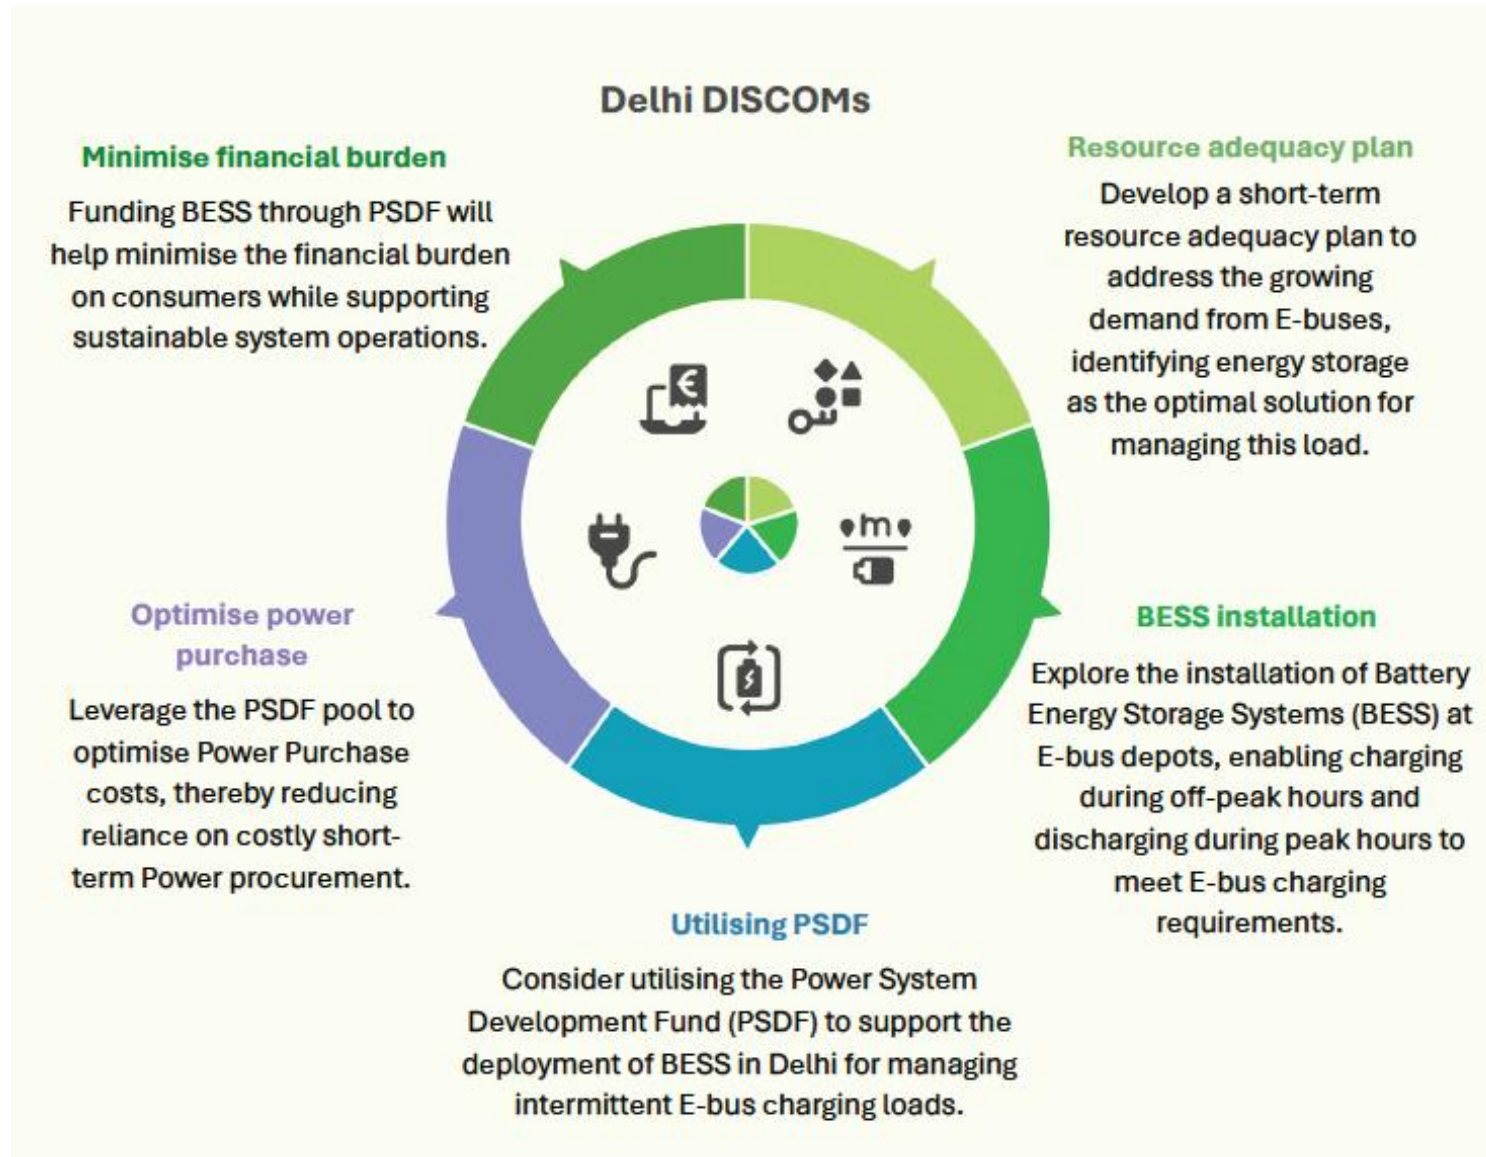 Delhi DISCOMs
Minimise financial burden
Funding BESS through PSDF will
help minimise the financial burden
on consumers while supporting
sustainable system operations.
Resource adequacy plan
Develop a short-term
resource adequacy plan to
address the growing
demand from E-buses,
identifying energy storage
as the optimal solution for
managing this load.
€
m
Optimise power
purchase
Leverage the PSDF pool to
optimise Power Purchase
costs, thereby reducing
reliance on costly short-
term Power procurement.
BESS installation
Explore the installation of Battery
Energy Storage Systems (BESS) at
E-bus depots, enabling charging
during off-peak hours and
discharging during peak hours to
meet E-bus charging
requirements.
Utilising PSDF
Consider utilising the Power System
Development Fund (PSDF) to support the
deployment of BESS in Delhi for managing
intermittent E-bus charging loads.